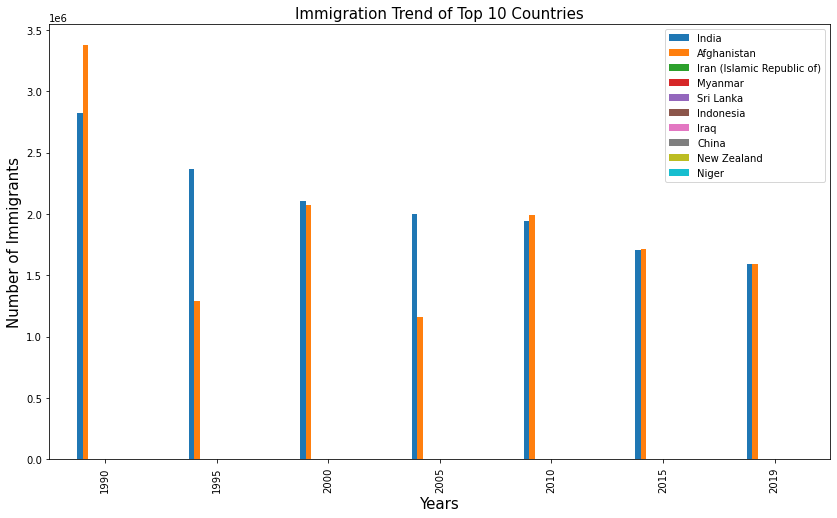 Immigration Trend of Top 10 Countries
1e6
3.5
3.0
2.5
2.0
1.5
1.0
0.5
0.0
Number of Immigrants
India
Afghanistan
Iran (Islamic Republic of)
Myanmar
Sri Lanka
Indonesia
Iraq
China
New Zealand
Niger
1990
1995
2000
2005
2010
2015
2019
Years